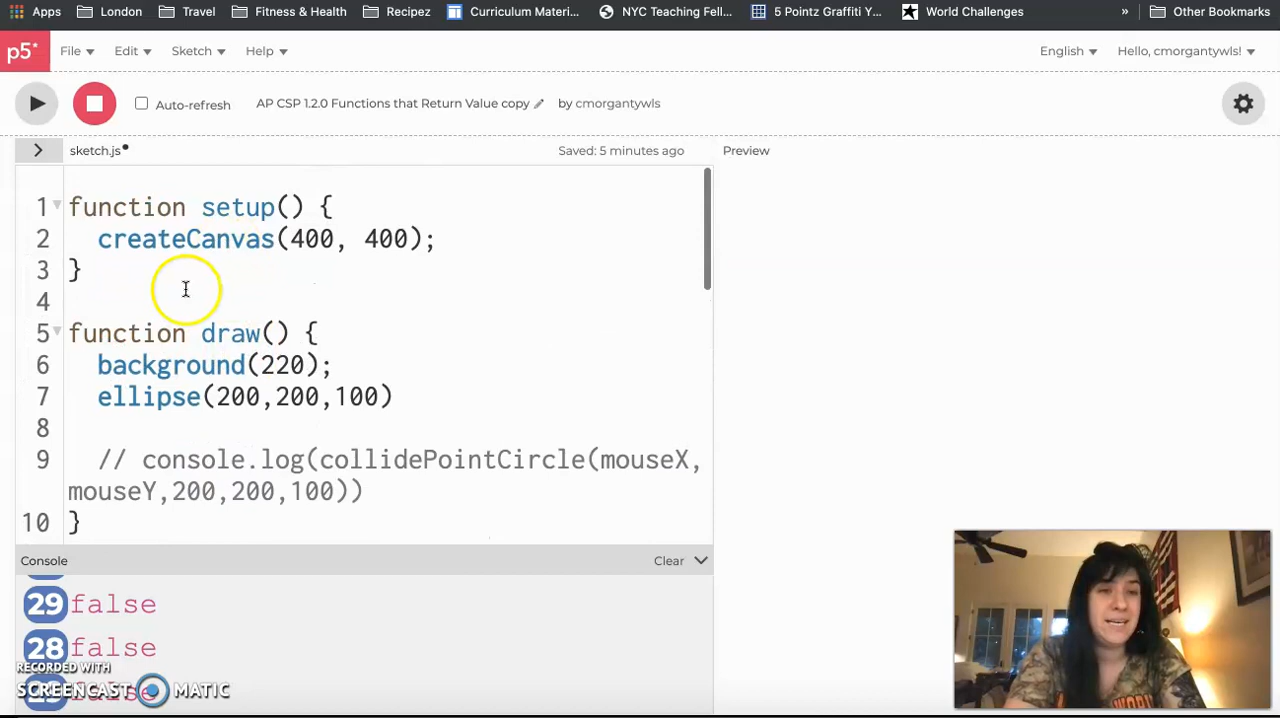 Apps London Travel Fitness & Health Recipez Curriculum Materi... NYC Teaching Fell... 5 Pointz Graffiti Y... World Challenges » Other Bookmarks
p5* File Edit Sketch Help English Hello, cmorgantywls!
Auto-refresh AP CSP 1.2.0 Functions that Return Value copy by cmorgantywls
sketch.js Saved: 5 minutes ago Preview
1 function setup() {
2 createCanvas(400, 400);
3 }
4
5 function draw() {
6 background(220);
7 ellipse(200,200,100)
8
9 // console.log(collidePointCircle(mouseX,
mouseY,200,200,100))
10 }
Console Clear
29 false
28 false
RECORDED WITH
SCREENCAST MATIC